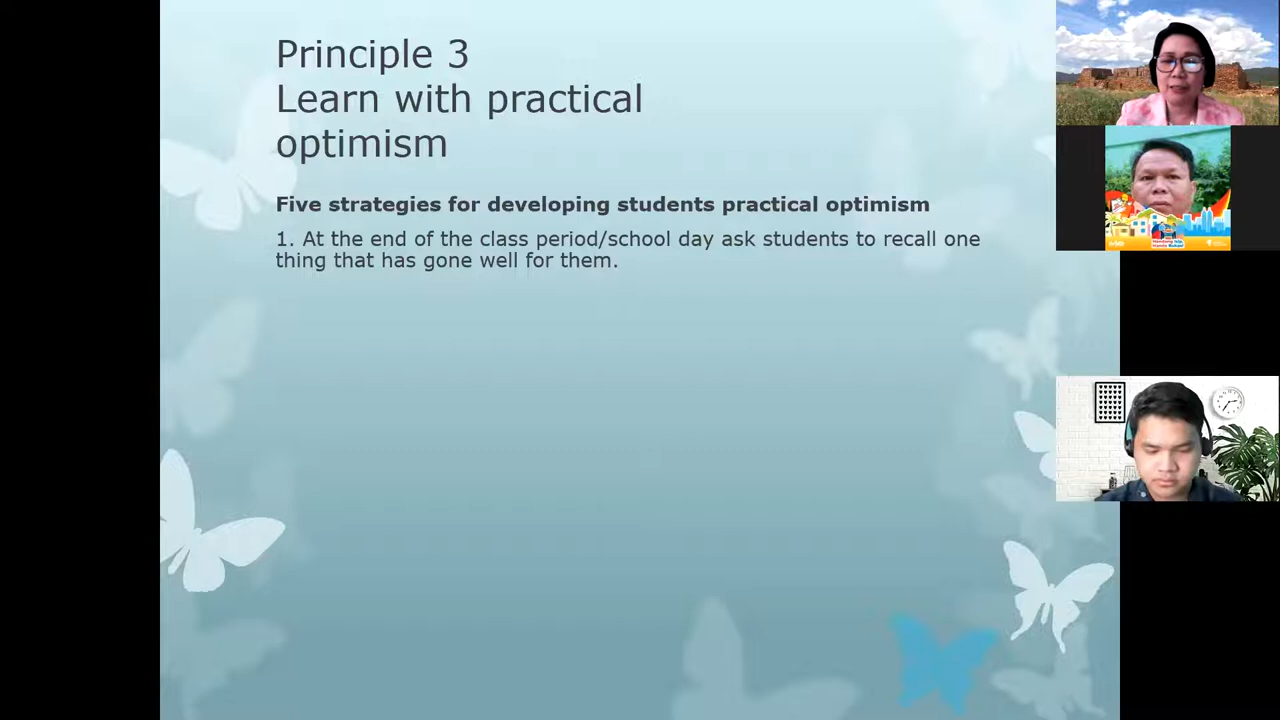 Principle 3
Learn with practical
optimism
Five strategies for developing students practical optimism
1. At the end of the class period/school day ask students to recall one
thing that has gone well for them.